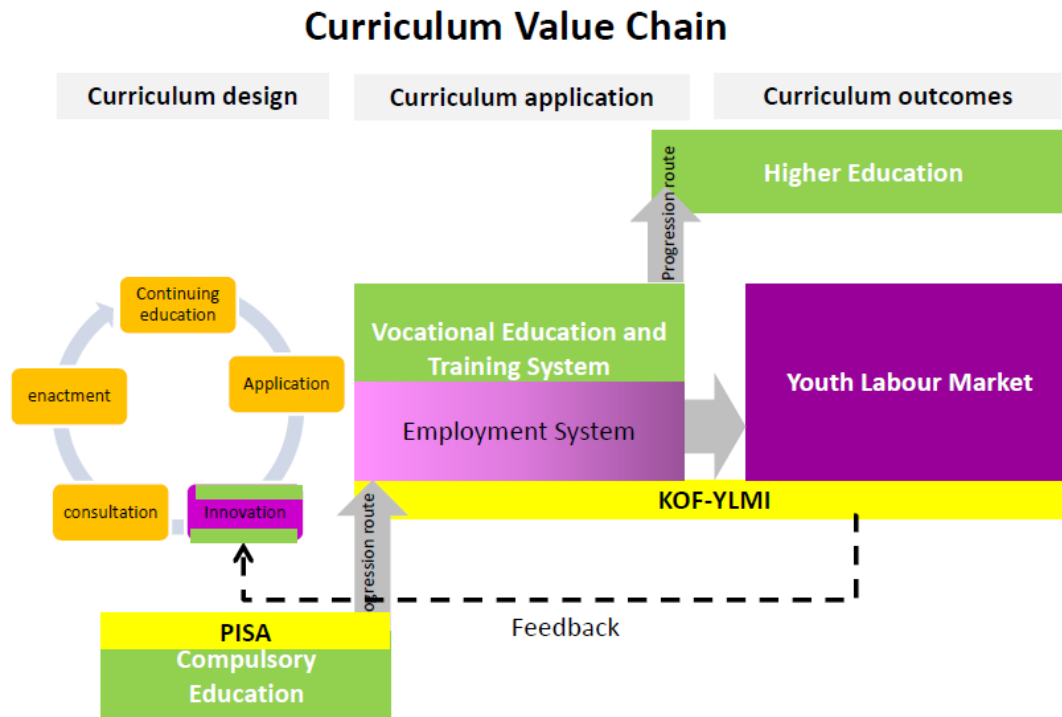 Curriculum Value Chain
Curriculum design
Curriculum application
Curriculum outcomes
Progression route
Higher Education
Continuing
education
Application
enactment
consultation
Innovation
Vocational Education and
Training System
Employment System
Youth Labour Market
KOF-YLMI
ogression route
Feedback
PISA
Compulsory
Education